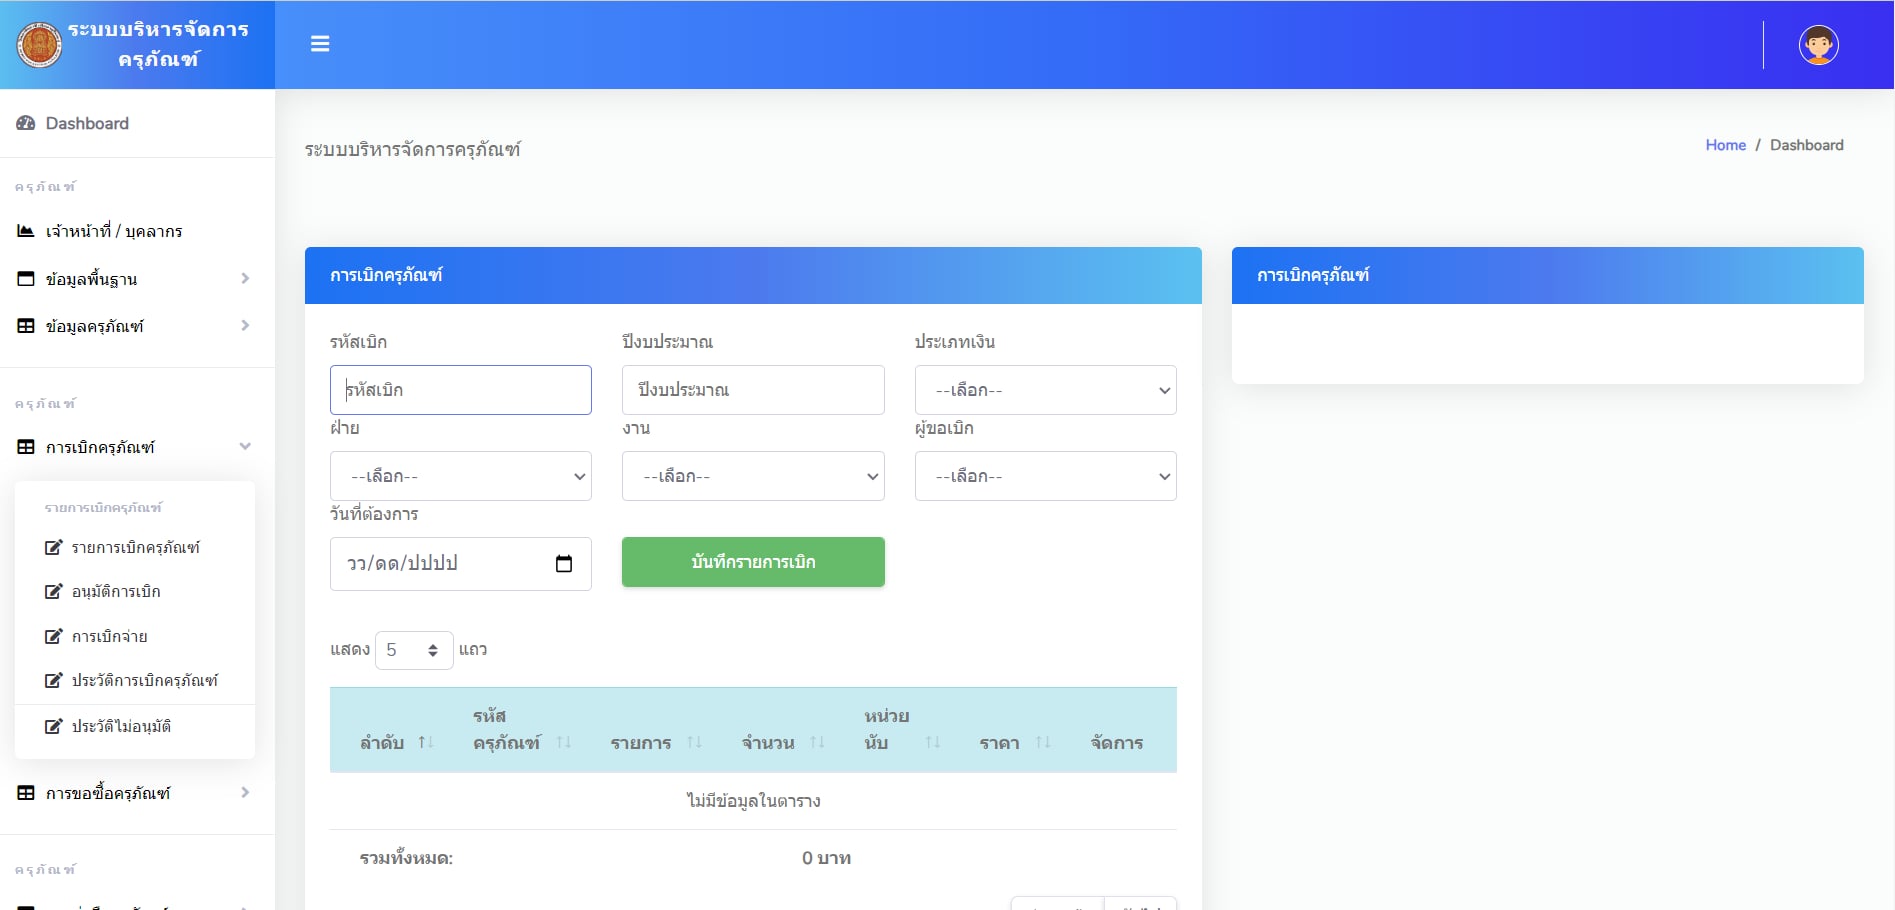 ระบบบริหารจัดการ
ครุภัณฑ์
Dashboard
ครุภัณฑ์
เจ้าหน้าที่ / บุคลากร
ข้อมูลพื้นฐาน
ข้อมูลครุภัณฑ์
ครุภัณฑ์
การเบิกครุภัณฑ์
รายการเบิกครุภัณฑ์
รายการเบิกครุภัณฑ์
อนุมัติการเบิก
การเบิกจ่าย
ประวัติการเบิกครุภัณฑ์
ประวัติไม่อนุมัติ
การขอซื้อครุภัณฑ์
ครุภัณฑ์
ระบบบริหารจัดการครุภัณฑ์
Home / Dashboard
การเบิกครุภัณฑ์
รหัสเบิก ปีงบประมาณ ประเภทเงิน
รหัสเบิก ปีงบประมาณ --เลือก--
ฝ่าย งาน ผู้ขอเบิก
--เลือก-- --เลือก-- --เลือก--
วันที่ต้องการ
วว/ดด/ปปปป บันทึกรายการเบิก
แสดง 5 แถว
ลำดับ รหัสครุภัณฑ์ รายการ จำนวน หน่วยนับ ราคา จัดการ
ไม่มีข้อมูลในตาราง
รวมทั้งหมด: 0 บาท
การเบิกครุภัณฑ์